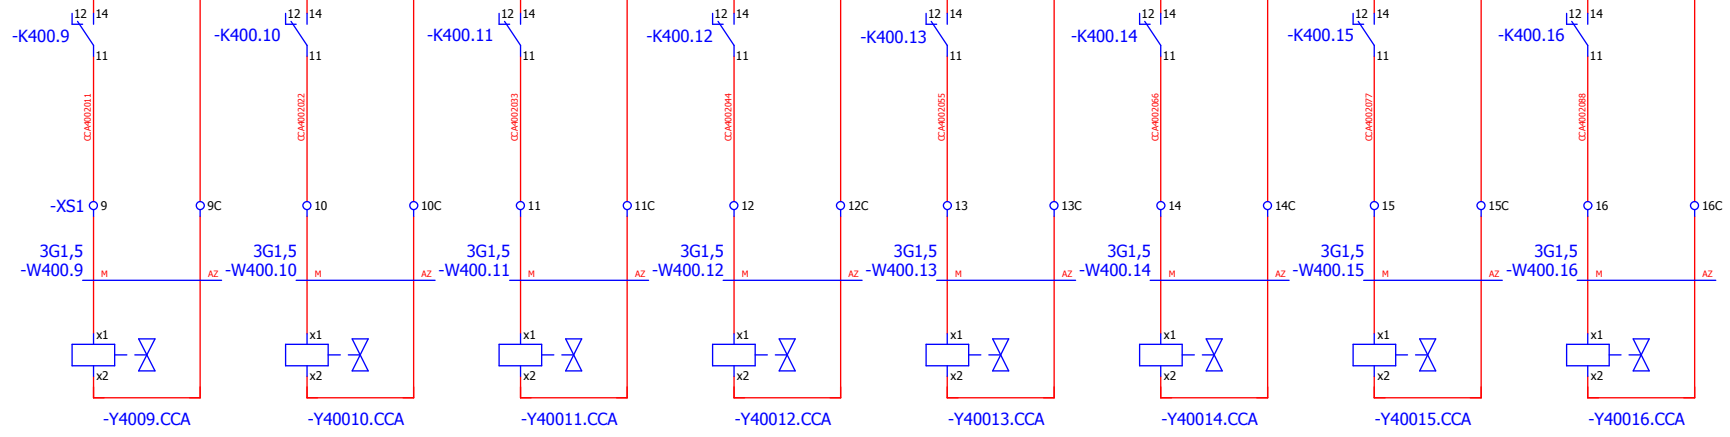 12 14 12 14 12 14 12 14 12 14 12 14 12 14 12 14
-K400.9 -K400.10 -K400.11 -K400.12 -K400.13 -K400.14 -K400.15 -K400.16
11 11 11 11 11 11 11 11
CCA4002011 CCA4002022 CCA4002033 CCA4002044 CCA4002055 CCA4002066 CCA4002077 CCA4002088
-XS1 9 9C 10 10C 11 11C 12 12C 13 13C 14 14C 15 15C 16 16C
3G1,5 3G1,5 3G1,5 3G1,5 3G1,5 3G1,5 3G1,5 3G1,5
-W400.9 M AZ -W400.10 M AZ -W400.11 M AZ -W400.12 M AZ -W400.13 M AZ -W400.14 M AZ -W400.15 M AZ -W400.16 M AZ
x1 x1 x1 x1 x1 x1 x1 x1
x2 x2 x2 x2 x2 x2 x2 x2
-Y4009.CCA -Y40010.CCA -Y40011.CCA -Y40012.CCA -Y40013.CCA -Y40014.CCA -Y40015.CCA -Y40016.CCA